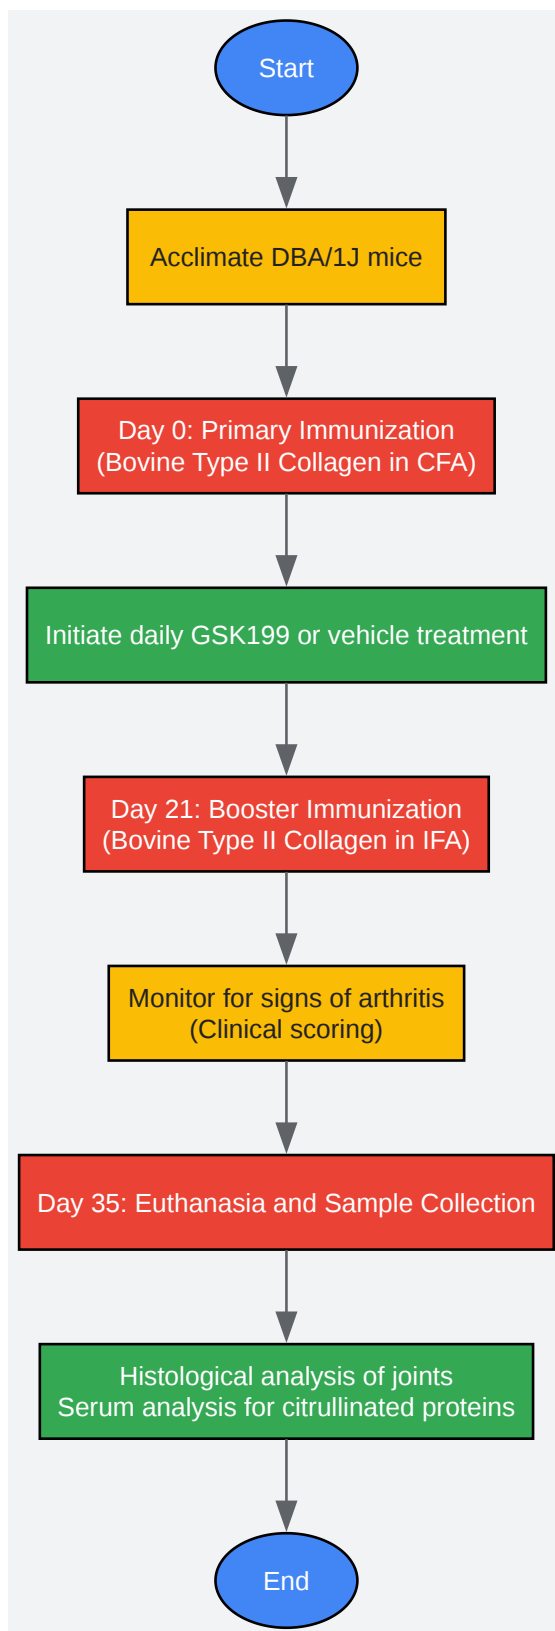 Start
Acclimate DBA/1J mice
Day 0: Primary Immunization
(Bovine Type II Collagen in CFA)
Initiate daily GSK199 or vehicle treatment
Day 21: Booster Immunization
(Bovine Type II Collagen in IFA)
Monitor for signs of arthritis
(Clinical scoring)
Day 35: Euthanasia and Sample Collection
Histological analysis of joints
Serum analysis for citrullinated proteins
End